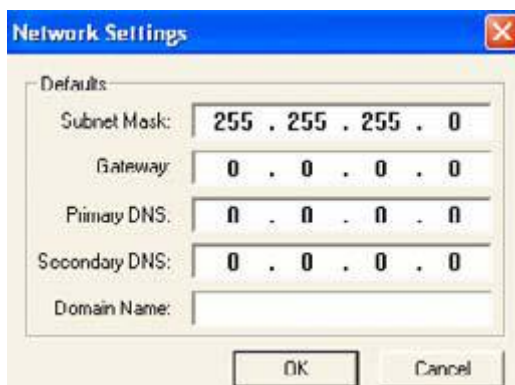 Network Settings
Defaults
Subnet Mask: 255 . 255 . 255 . 0
Gateway: 0 . 0 . 0 . 0
Primary DNS: 0 . 0 . 0 . 0
Secondary DNS: 0 . 0 . 0 . 0
Domain Name:
OK Cancel